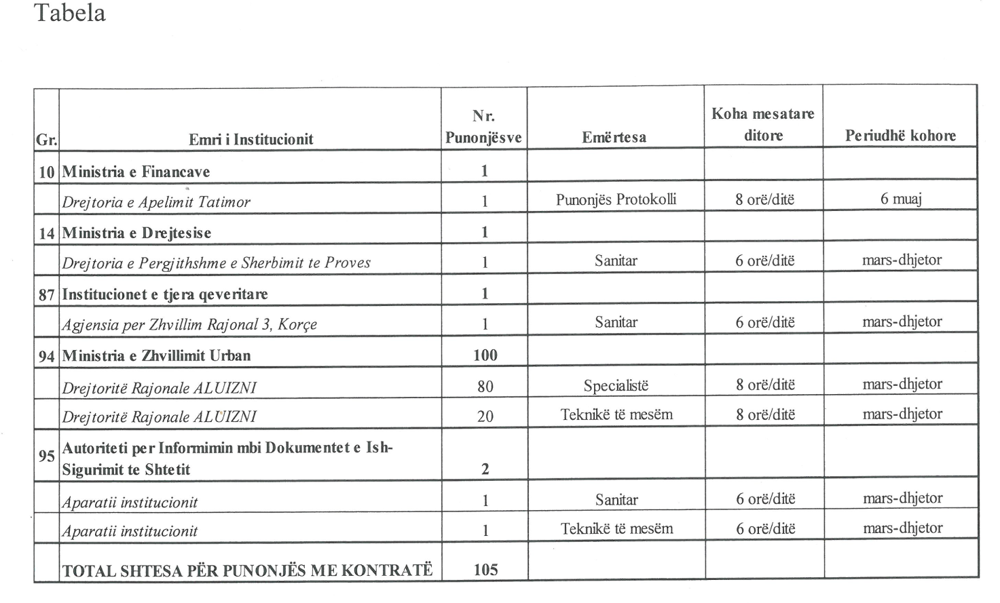 Tabela
Gr. Emri i Institucionit Nr. Punonjësve Emërtesa Koha mesatare ditore Periudhë kohore
10 Ministria e Financave 1
Drejtoria e Apelimit Tatimor 1 Punonjës Protokolli 8 orë/ditë 6 muaj
14 Ministria e Drejtesise 1
Drejtoria e Pergjithshme e Sherbimit te Proves 1 Sanitar 6 orë/ditë mars-dhjetor
87 Institucionet e tjera qeveritare 1
Agjensia per Zhvillim Rajonal 3, Korçe 1 Sanitar 6 orë/ditë mars-dhjetor
94 Ministria e Zhvillimit Urban 100
Drejtoritë Rajonale ALUIZNI 80 Specialistë 8 orë/ditë mars-dhjetor
Drejtoritë Rajonale ALUIZNI 20 Teknikë të mesëm 8 orë/ditë mars-dhjetor
95 Autoriteti per Informimin mbi Dokumentet e Ish-
Sigurimit te Shtetit 2
Aparatii institucionit 1 Sanitar 6 orë/ditë mars-dhjetor
Aparatii institucionit 1 Teknikë të mesëm 6 orë/ditë mars-dhjetor
TOTAL SHTESA PËR PUNONJËS ME KONTRATË 105